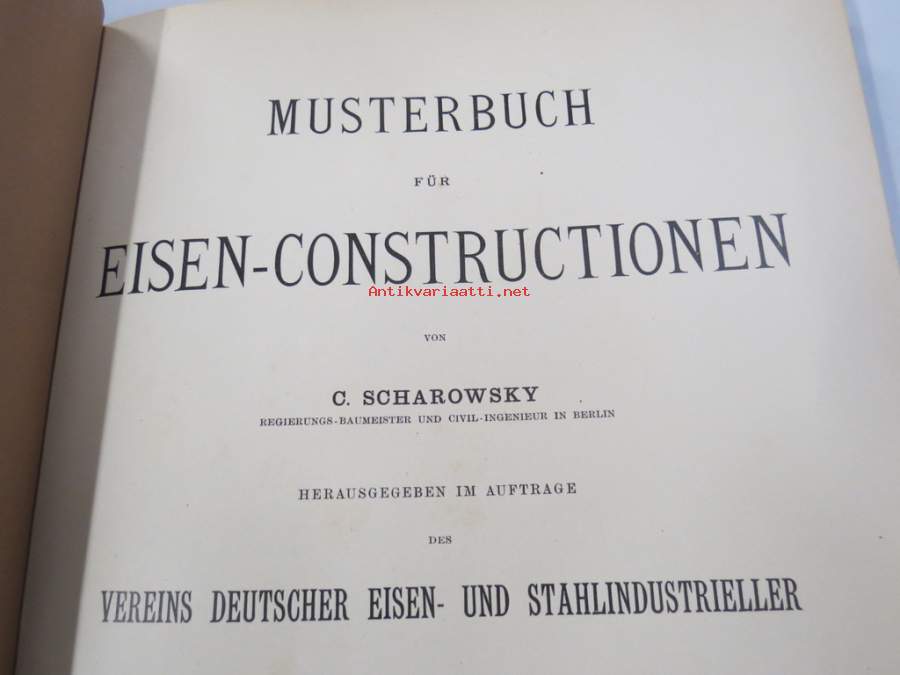 MUSTERBUCH
FÜR
EISEN-CONSTRUCTIONEN
Antikvariaatti.net
VON
C. SCHAROWSKY
REGIERUNGS-BAUMEISTER UND CIVIL-INGENIEUR IN BERLIN
HERAUSGEGEBEN IM AUFTRAGE
DES
VEREINS DEUTSCHER EISEN- UND STAHLINDUSTRIELLER